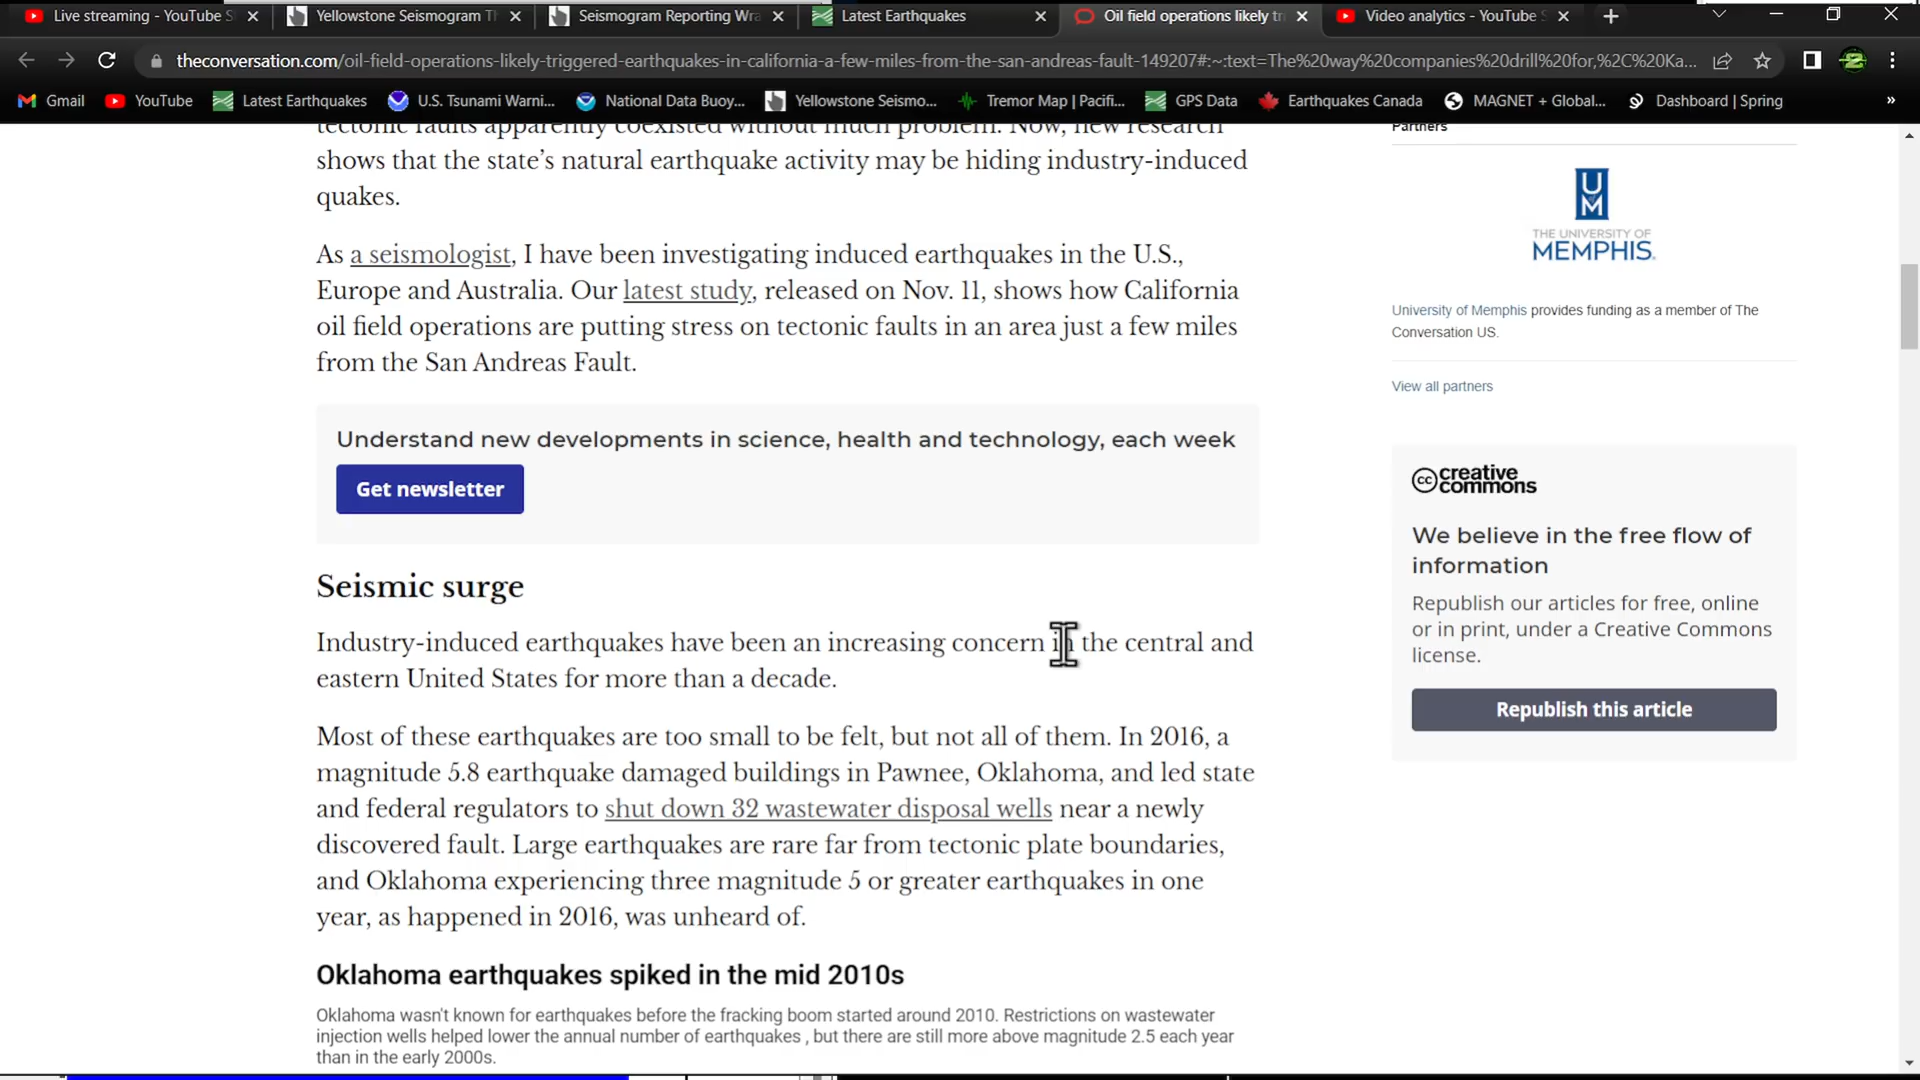 Live streaming - YouTube S
Yellowstone Seismogram Th
Seismogram Reporting Wra
Latest Earthquakes
Oil field operations likely tr
Video analytics - YouTube S
theconversation.com/oil-field-operations-likely-triggered-earthquakes-in-california-a-few-miles-from-the-san-andreas-fault-149207#:~:text=The%20way%20companies%20drill%20for,%2C%20Ka...
Gmail
YouTube
Latest Earthquakes
U.S. Tsunami Warni...
National Data Buoy...
Yellowstone Seismo...
Tremor Map | Pacifi...
GPS Data
Earthquakes Canada
MAGNET + Global...
Dashboard | Spring
»
tectonic faults apparently coexisted without much problem. Now, new research
shows that the state’s natural earthquake activity may be hiding industry-induced
quakes.
As a seismologist, I have been investigating induced earthquakes in the U.S.,
Europe and Australia. Our latest study, released on Nov. 11, shows how California
oil field operations are putting stress on tectonic faults in an area just a few miles
from the San Andreas Fault.
Understand new developments in science, health and technology, each week
Get newsletter
Seismic surge
Industry-induced earthquakes have been an increasing concern in the central and
eastern United States for more than a decade.
Most of these earthquakes are too small to be felt, but not all of them. In 2016, a
magnitude 5.8 earthquake damaged buildings in Pawnee, Oklahoma, and led state
and federal regulators to shut down 32 wastewater disposal wells near a newly
discovered fault. Large earthquakes are rare far from tectonic plate boundaries,
and Oklahoma experiencing three magnitude 5 or greater earthquakes in one
year, as happened in 2016, was unheard of.
Oklahoma earthquakes spiked in the mid 2010s
Oklahoma wasn't known for earthquakes before the fracking boom started around 2010. Restrictions on wastewater
injection wells helped lower the annual number of earthquakes , but there are still more above magnitude 2.5 each year
than in the early 2000s.
Partners
UM
THE UNIVERSITY OF
MEMPHIS.
University of Memphis provides funding as a member of The
Conversation US.
View all partners
cc creative
commons
We believe in the free flow of
information
Republish our articles for free, online
or in print, under a Creative Commons
license.
Republish this article